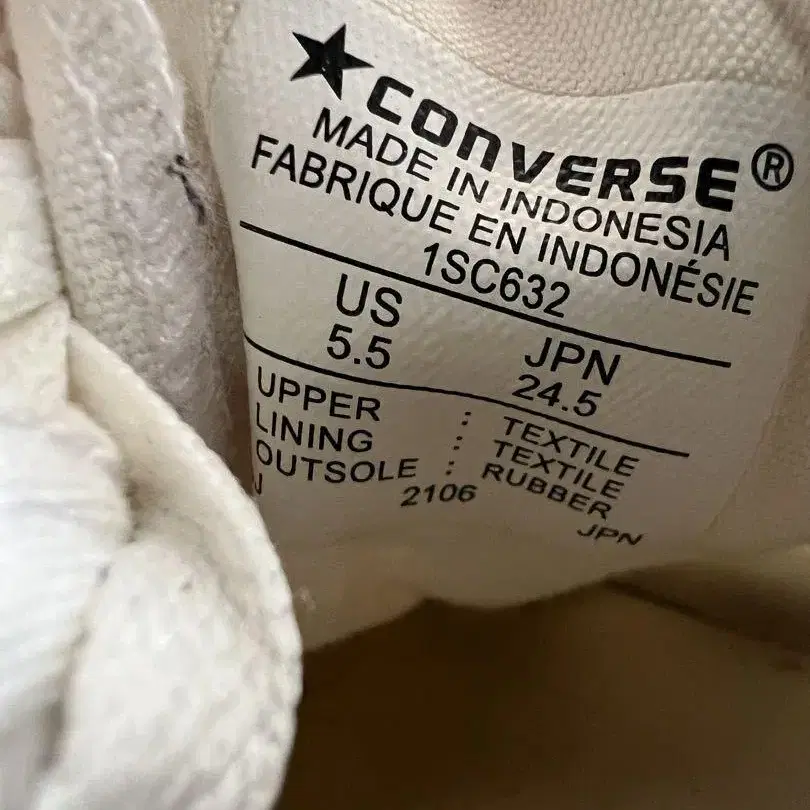 ★CONVERSE®
MADE IN INDONESIA
FABRIQUE EN INDONÉSIE
1SC632
US JPN
5.5 24.5
UPPER : TEXTILE
LINING : TEXTILE
OUTSOLE : RUBBER
J 2106 JPN